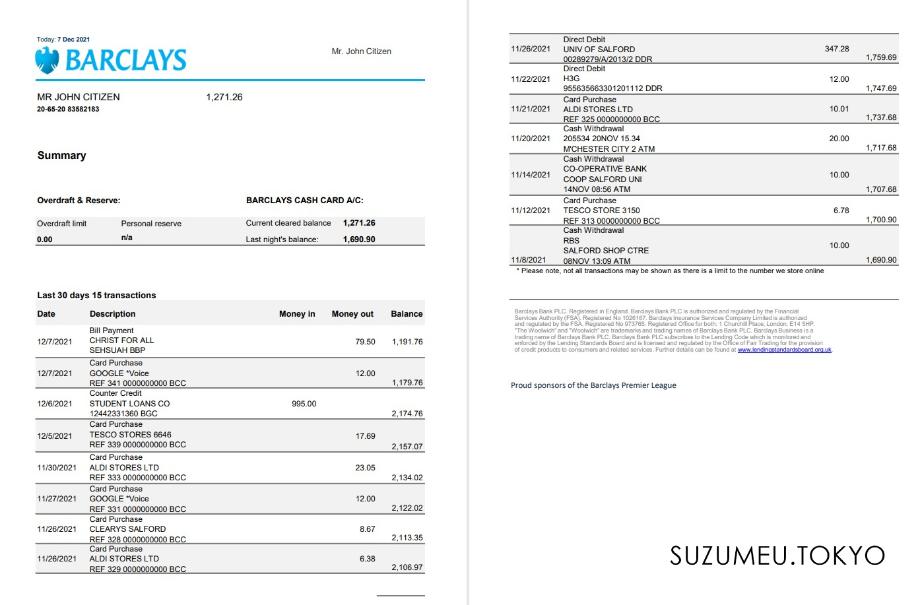 Today: 7 Dec 2021
BARCLAYS
Mr. John Citizen
MR JOHN CITIZEN 1,271.26
20-65-20 83582183
Summary
Overdraft & Reserve: BARCLAYS CASH CARD A/C:
Overdraft limit Personal reserve Current cleared balance 1,271.26
0.00 n/a Last night's balance: 1,690.90
Last 30 days 15 transactions
Date Description Money in Money out Balance
Bill Payment
12/7/2021 CHRIST FOR ALL 79.50 1,191.76
SEHSUAH BBP
Card Purchase
12/7/2021 GOOGLE *Voice 12.00
REF 341 0000000000 BCC 1,179.76
Counter Credit
12/6/2021 STUDENT LOANS CO 995.00
12442331360 BGC 2,174.76
Card Purchase
12/5/2021 TESCO STORES 6646 17.69
REF 339 0000000000 BCC 2,157.07
Card Purchase
11/30/2021 ALDI STORES LTD 23.05
REF 333 0000000000 BCC 2,134.02
Card Purchase
11/27/2021 GOOGLE *Voice 12.00
REF 331 0000000000 BCC 2,122.02
Card Purchase
11/26/2021 CLEARYS SALFORD 8.67
REF 328 0000000000 BCC 2,113.35
Card Purchase
11/26/2021 ALDI STORES LTD 6.38
REF 329 0000000000 BCC 2,106.97
Direct Debit
11/26/2021 UNIV OF SALFORD 347.28
00289279/A/2013/2 DDR 1,759.69
Direct Debit
11/22/2021 H3G 12.00
955635663301201112 DDR 1,747.69
Card Purchase
11/21/2021 ALDI STORES LTD 10.01
REF 325 0000000000 BCC 1,737.68
Cash Withdrawal
11/20/2021 205534 20NOV 15.34 20.00
M'CHESTER CITY 2 ATM 1,717.68
Cash Withdrawal
11/14/2021 CO-OPERATIVE BANK 10.00
COOP SALFORD UNI
14NOV 08:56 ATM 1,707.68
Card Purchase
11/12/2021 TESCO STORE 3150 6.78
REF 313 0000000000 BCC 1,700.90
Cash Withdrawal
RBS
SALFORD SHOP CTRE 10.00
11/8/2021 08NOV 13:09 ATM 1,690.90
* Please note, not all transactions may be shown as there is a limit to the number we store online
Barclays Bank PLC. Registered in England. Barclays Bank PLC is authorized and regulated by the Financial
Services Authority (FSA). Registered No 1026167. Barclays Insurance Services Company Limited is authorized
and regulated by the FSA. Registered No 973765. Registered Office for both: 1 Churchill Place, London, E14 5HP.
"The Woolwich" and "Woolwich" are trademarks and trading names of Barclays Bank PLC. Barclays Business is a
trading name of Barclays Bank PLC. Barclays Bank PLC subscribes to the Lending Code which is monitored and
enforced by the Lending Standards Board and is licensed and regulated by the Office of Fair Trading for the provision
of credit products to consumers and related services. Further details can be found at www.lendingstandardsboard.org.uk.
Proud sponsors of the Barclays Premier League
SUZUMEU.TOKYO